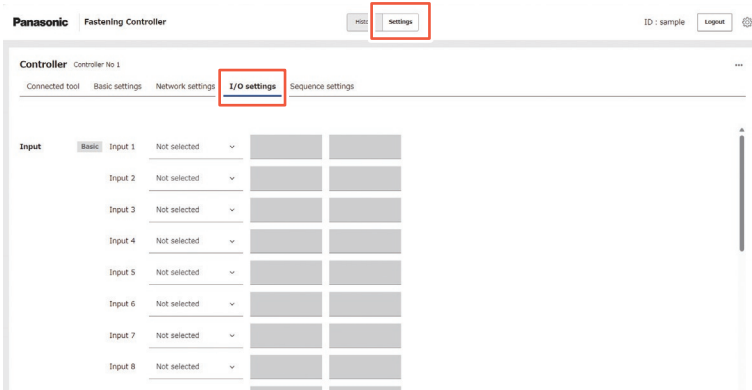 Panasonic Fastening Controller Settings ID : sample Logout
Controller Controller No 1
Connected tool Basic settings Network settings I/O settings Sequence settings
Input Basic Input 1 Not selected
Input 2 Not selected
Input 3 Not selected
Input 4 Not selected
Input 5 Not selected
Input 6 Not selected
Input 7 Not selected
Input 8 Not selected